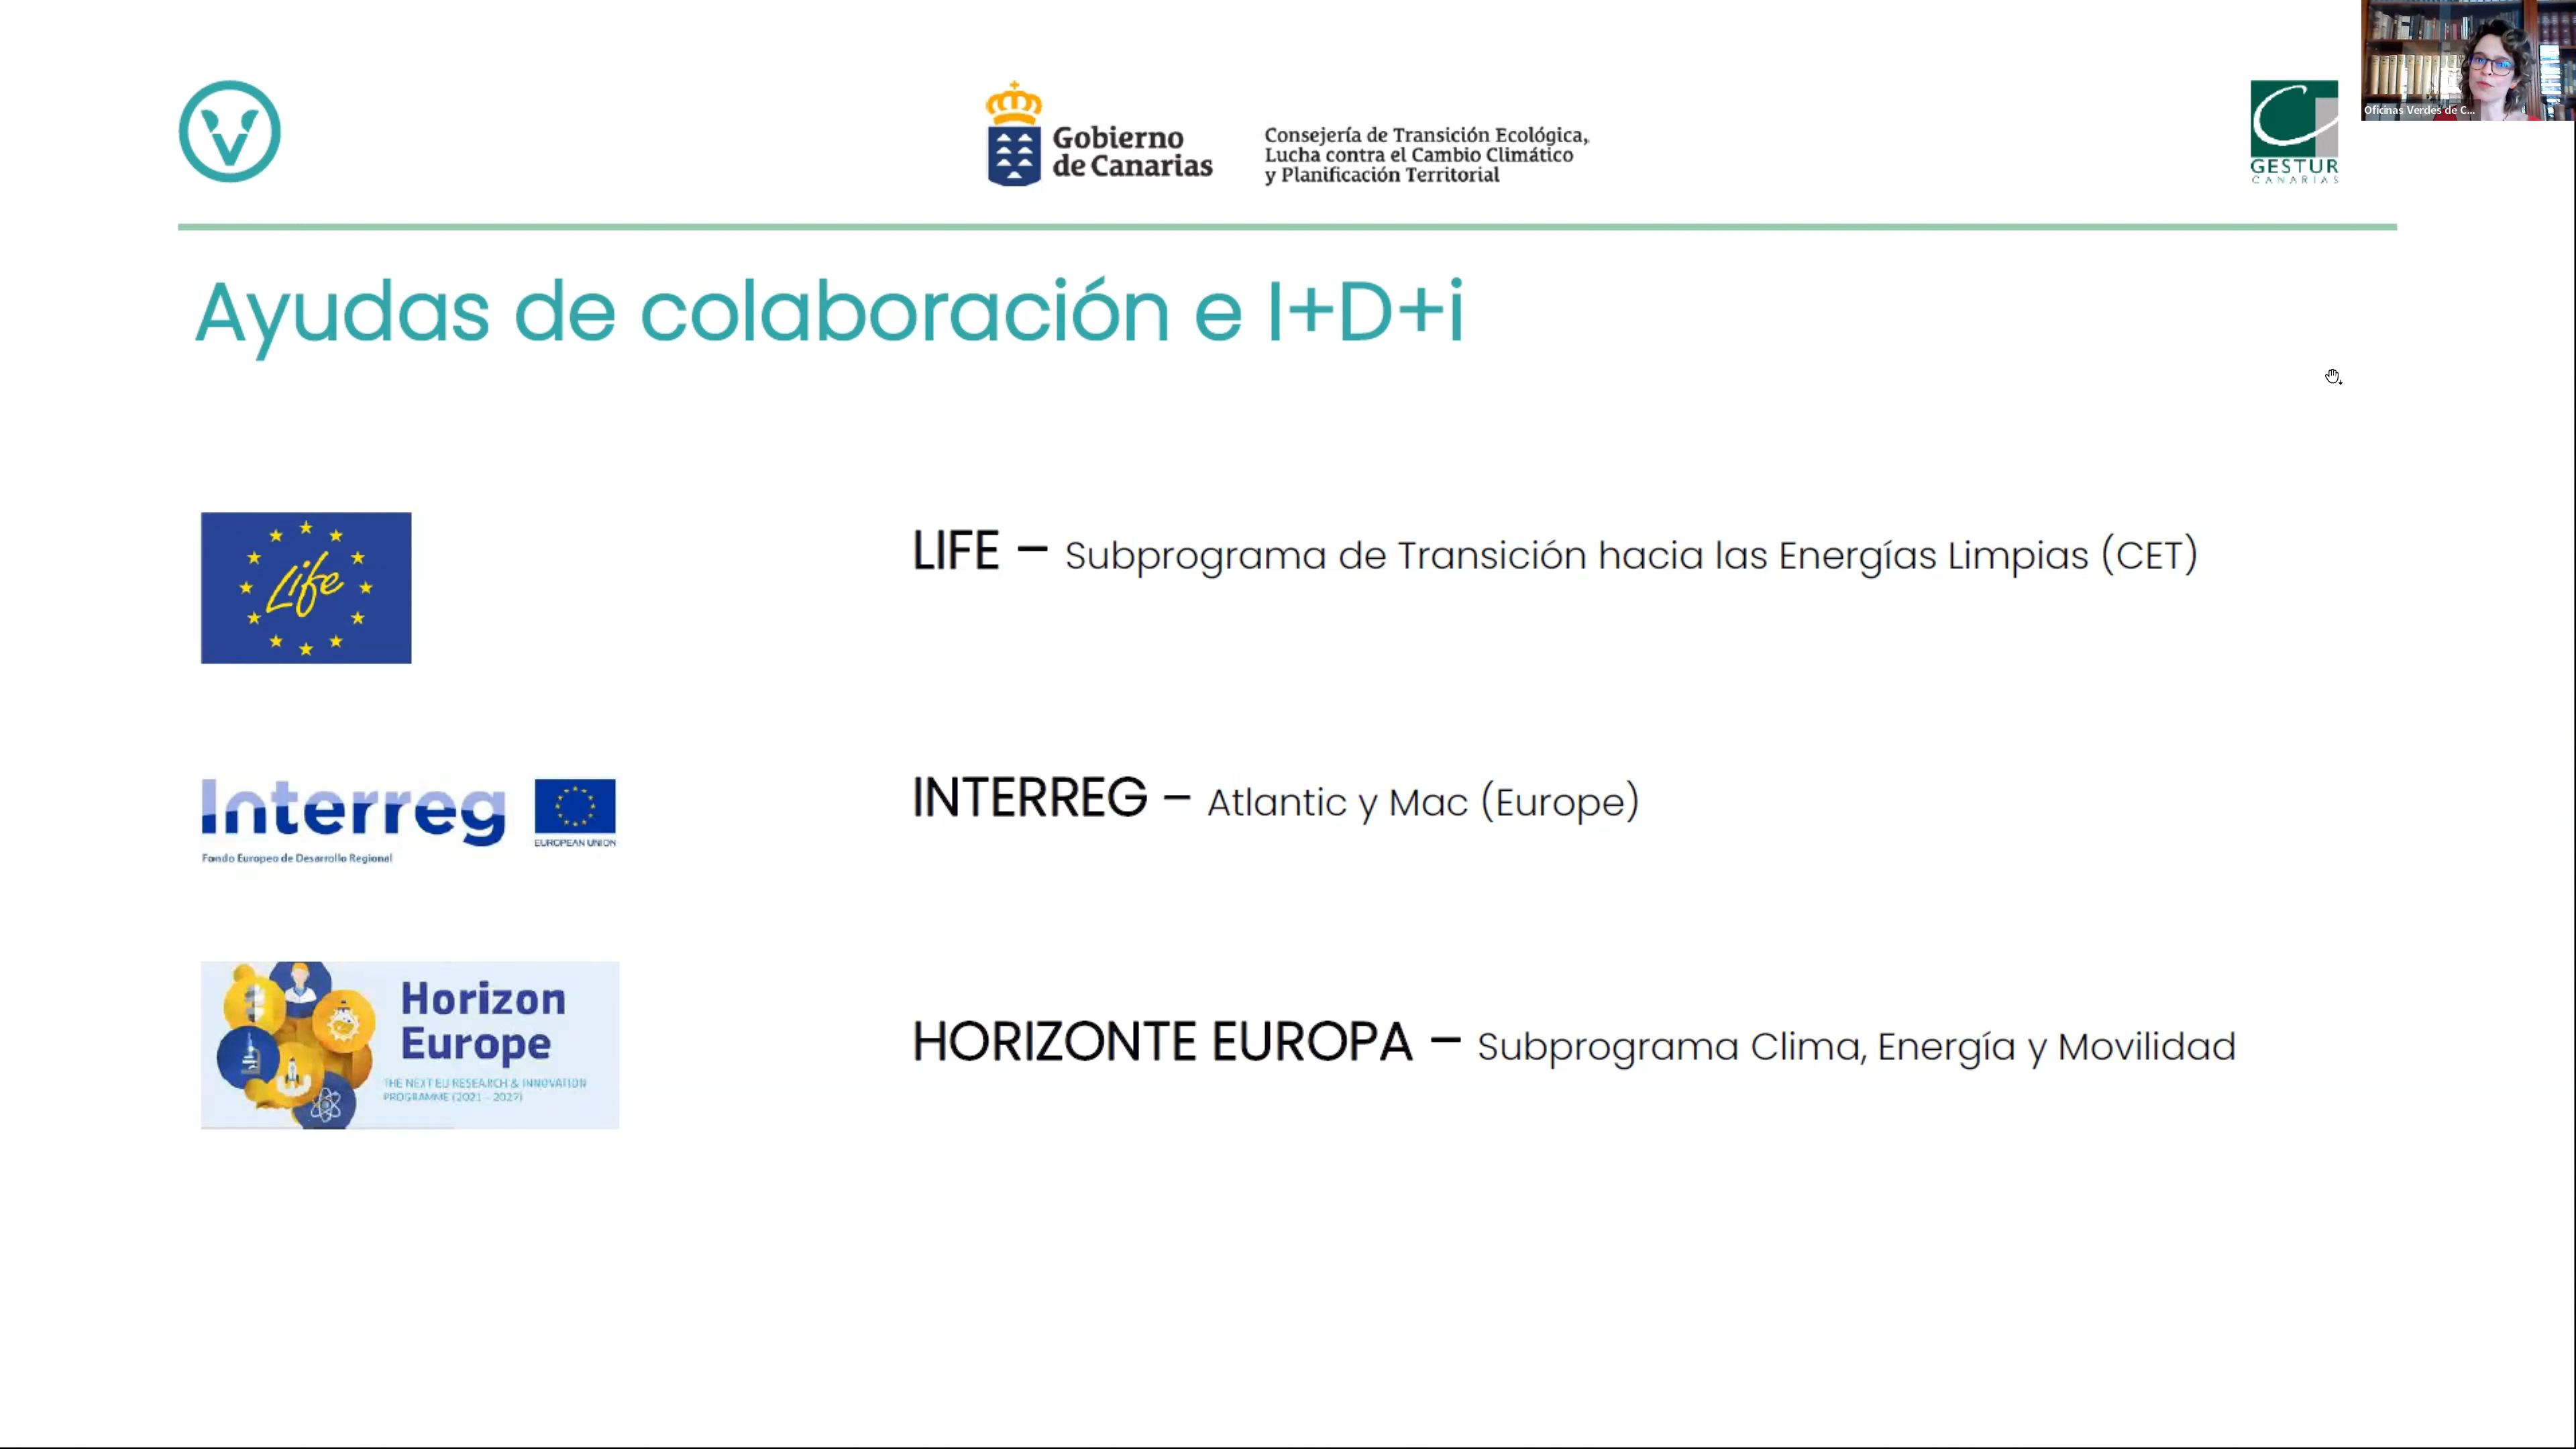 Gobierno
de Canarias
Consejería de Transición Ecológica,
Lucha contra el Cambio Climático
y Planificación Territorial
GESTUR
CANARIAS
Oficinas Verdes de C...
Ayudas de colaboración e I+D+i
Life
LIFE – Subprograma de Transición hacia las Energías Limpias (CET)
Interreg
EUROPEAN UNION
Fondo Europeo de Desarrollo Regional
INTERREG – Atlantic y Mac (Europe)
Horizon
Europe
THE NEXT EU RESEARCH & INNOVATION
PROGRAMME (2021 – 2027)
HORIZONTE EUROPA – Subprograma Clima, Energía y Movilidad